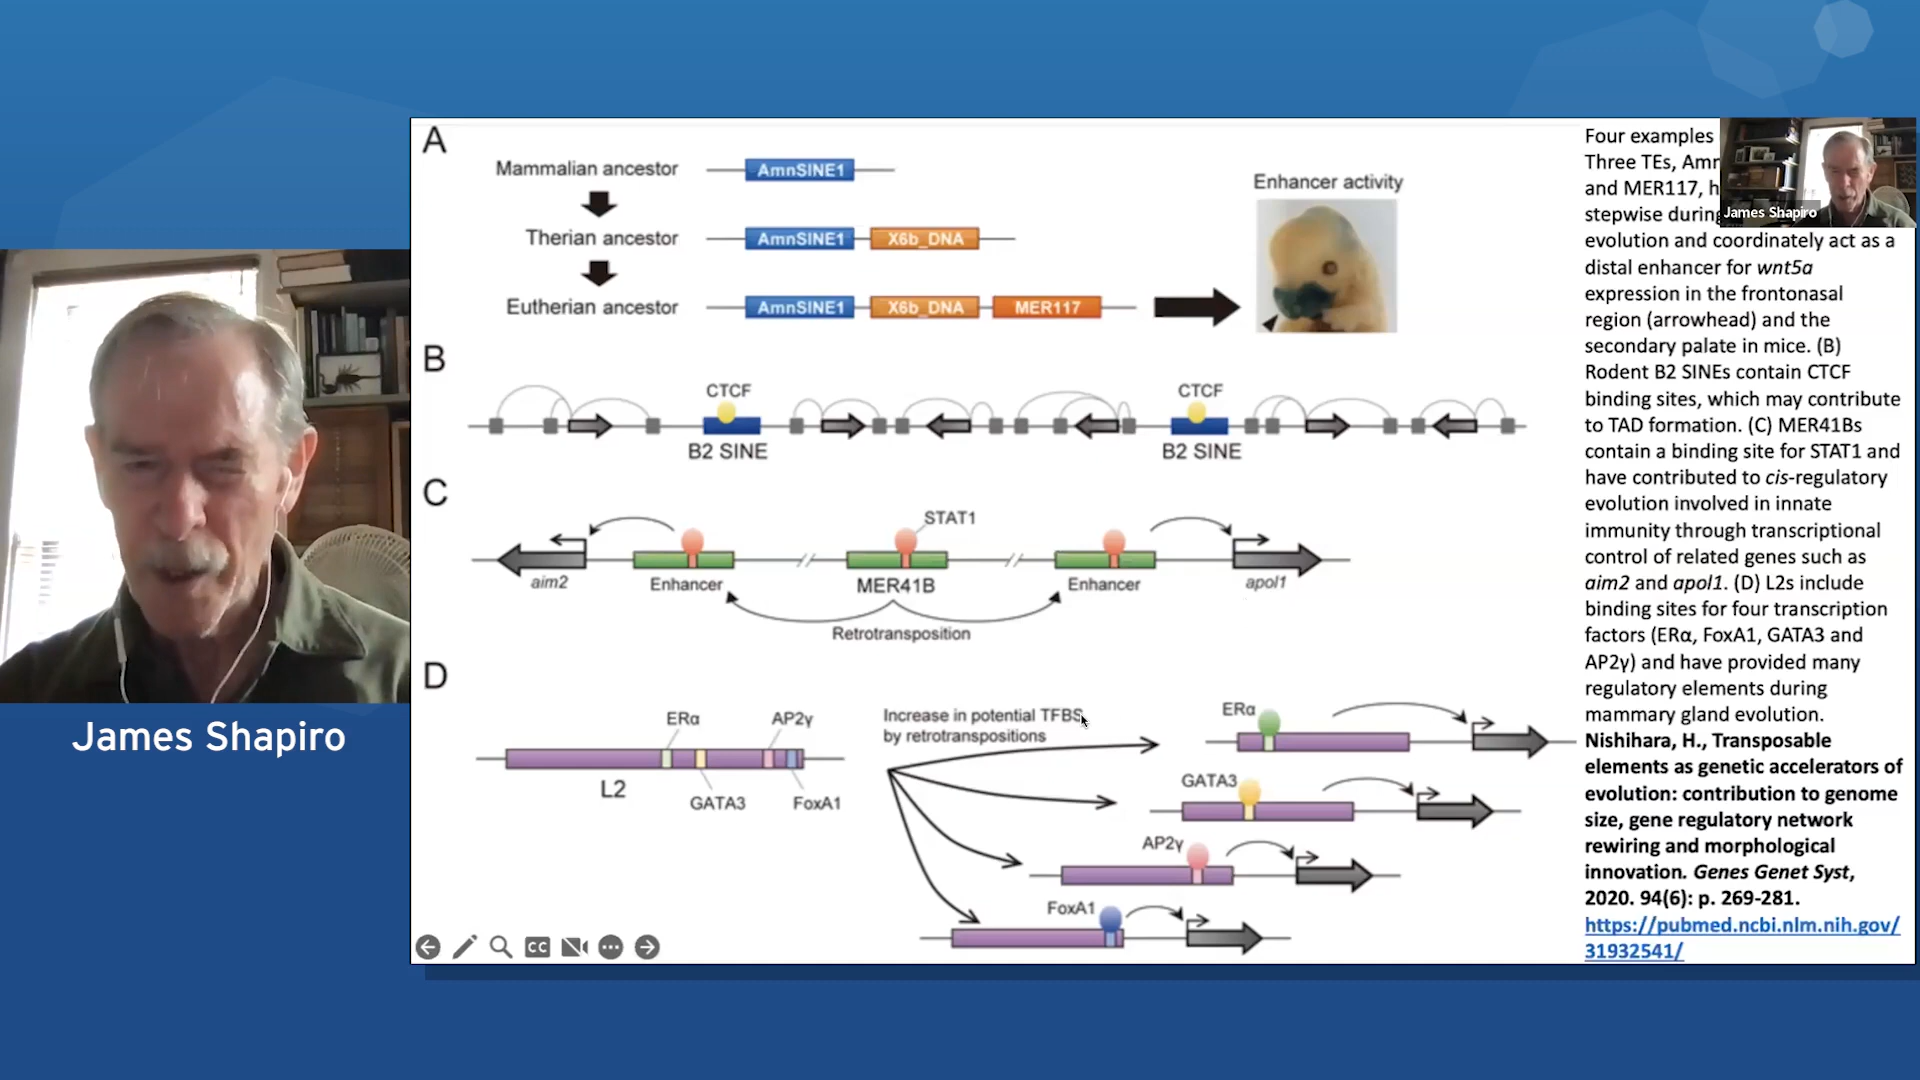 A
Mammalian ancestor
AmnSINE1
Therian ancestor
AmnSINE1
X6b_DNA
Eutherian ancestor
AmnSINE1
X6b_DNA
MER117
Enhancer activity
B
CTCF
CTCF
B2 SINE
B2 SINE
C
STAT1
aim2
Enhancer
MER41B
Enhancer
apol1
Retrotransposition
D
ERα
AP2γ
L2
GATA3
FoxA1
Increase in potential TFBS
by retrotranspositions
ERα
GATA3
AP2γ
FoxA1
CC
Four examples
Three TEs,
and MER117,
stepwise during
evolution and coordinately act as a
distal enhancer for wnt5a
expression in the frontonasal
region (arrowhead) and the
secondary palate in mice. (B)
Rodent B2 SINEs contain CTCF
binding sites, which may contribute
to TAD formation. (C) MER41Bs
contain a binding site for STAT1 and
have contributed to cis-regulatory
evolution involved in innate
immunity through transcriptional
control of related genes such as
aim2 and apol1. (D) L2s include
binding sites for four transcription
factors (ERα, FoxA1, GATA3 and
AP2γ) and have provided many
regulatory elements during
mammary gland evolution.
Nishihara, H., Transposable
elements as genetic accelerators of
evolution: contribution to genome
size, gene regulatory network
rewiring and morphological
innovation. Genes Genet Syst,
2020. 94(6): p. 269-281.
https://pubmed.ncbi.nlm.nih.gov/
31932541/
James Shapiro
James Shapiro